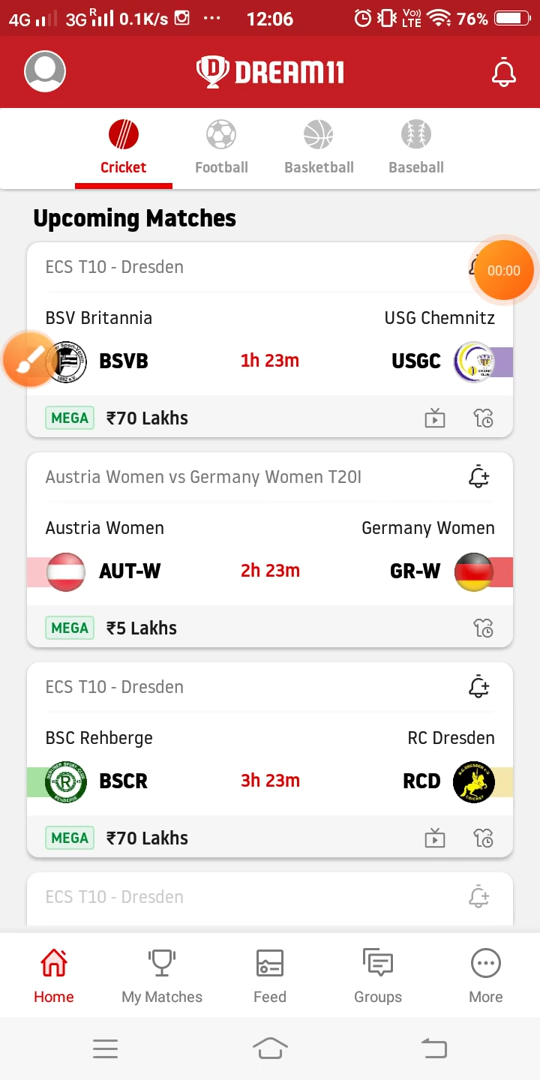 4G 3G R 0.1K/s ... 12:06 Vo)) LTE 76%
DREAM11
Cricket Football Basketball Baseball
Upcoming Matches
ECS T10 - Dresden
00:00
BSV Britannia USG Chemnitz
BSVB 1h 23m USGC
MEGA ₹70 Lakhs
Austria Women vs Germany Women T20I
Austria Women Germany Women
AUT-W 2h 23m GR-W
MEGA ₹5 Lakhs
ECS T10 - Dresden
BSC Rehberge RC Dresden
BSCR 3h 23m RCD
MEGA ₹70 Lakhs
ECS T10 - Dresden
Home My Matches Feed Groups More